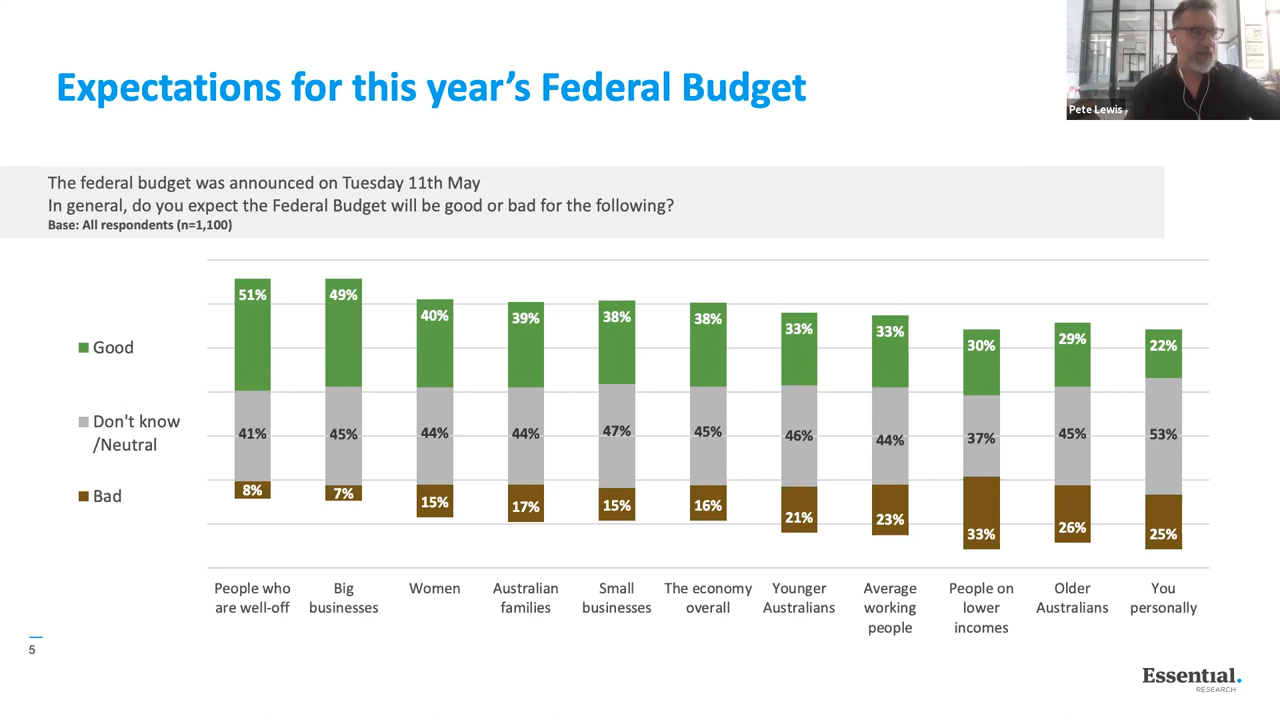 Expectations for this year's Federal Budget
Pete Lewis
The federal budget was announced on Tuesday 11th May
In general, do you expect the Federal Budget will be good or bad for the following?
Base: All respondents (n=1,100)
51% 49% 40% 39% 38% 38% 33% 33% 30% 29% 22%
Good
Don't know
/Neutral
41% 45% 44% 44% 47% 45% 46% 44% 37% 45% 53%
Bad
8% 7% 15% 17% 15% 16% 21% 23% 33% 26% 25%
People who Big Women Australian Small The economy Younger Average People on Older You
are well-off businesses families businesses overall Australians working lower Australians personally
people incomes
5
Essential.
RESEARCH